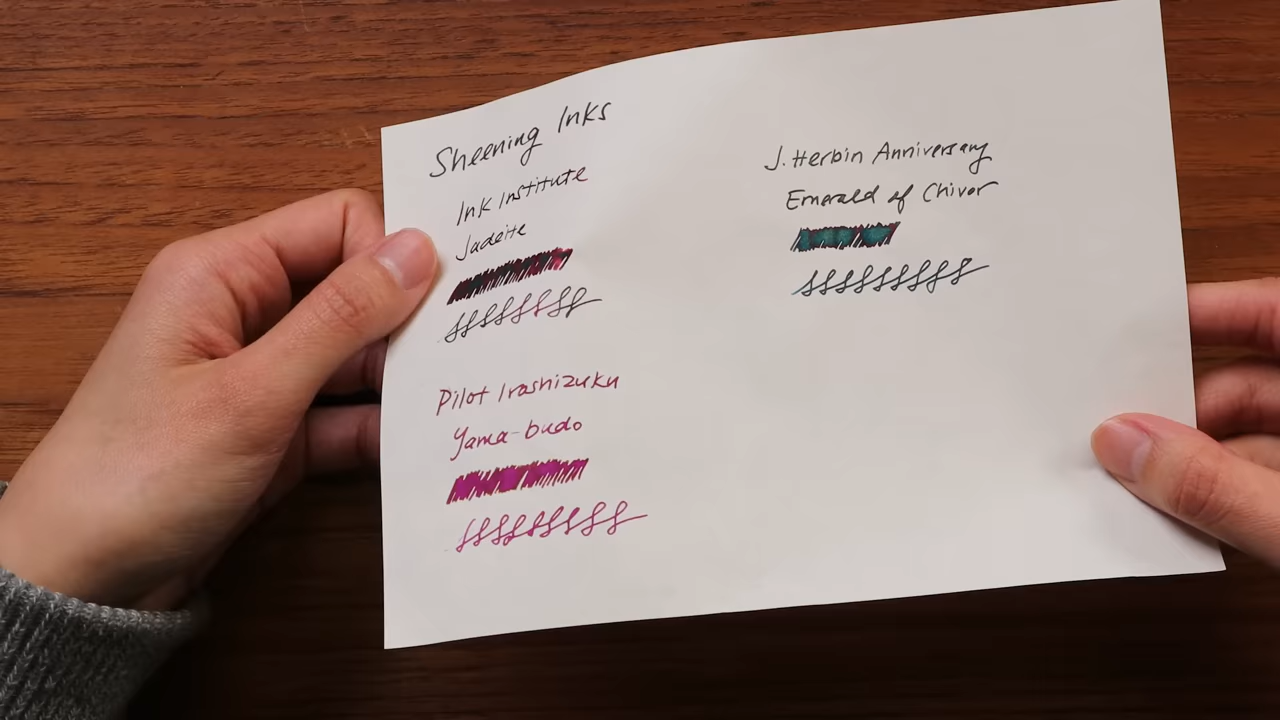 Sheening Inks
Ink Institute
Jadeite
Pilot Iroshizuku
Yama-budo
J. Herbin Anniversary
Emerald of Chivor